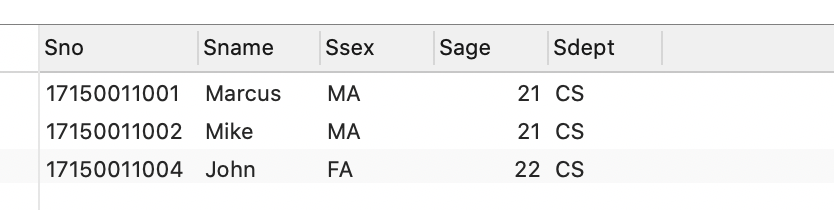 Sno Sname Ssex Sage Sdept
17150011001 Marcus MA 21 CS
17150011002 Mike MA 21 CS
17150011004 John FA 22 CS